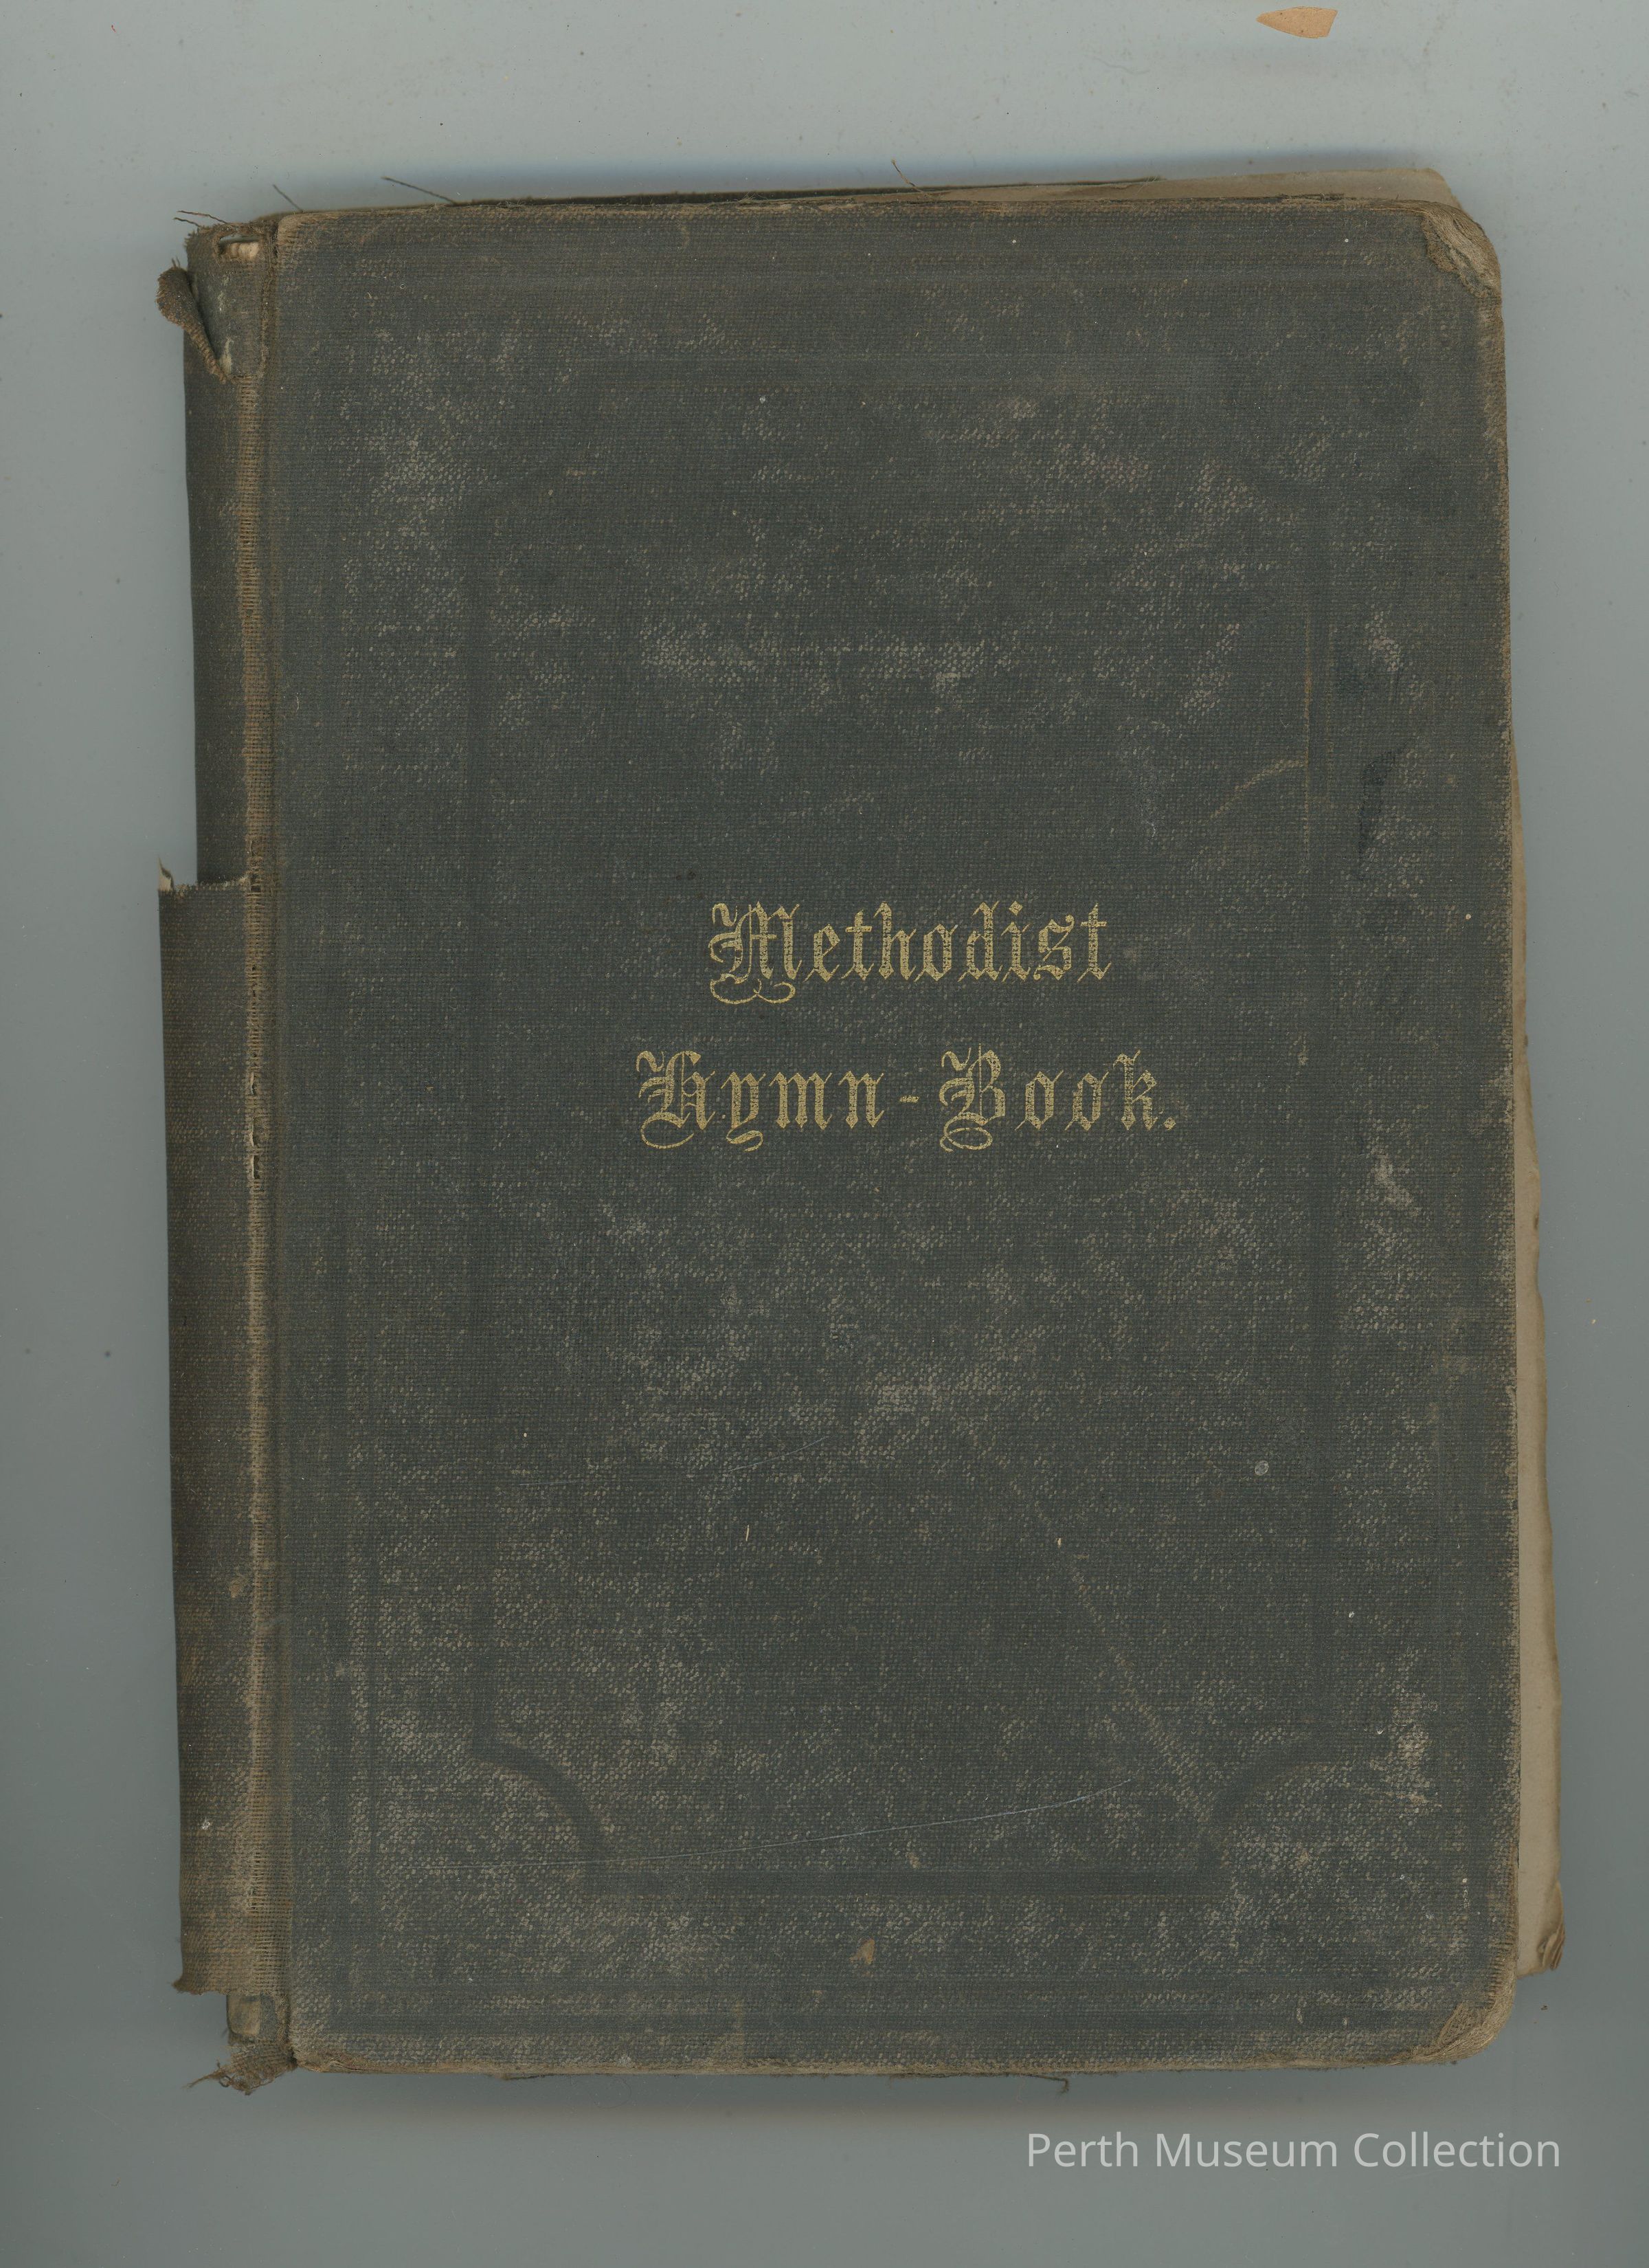 Methodist
Hymn-Book.
Perth Museum Collection